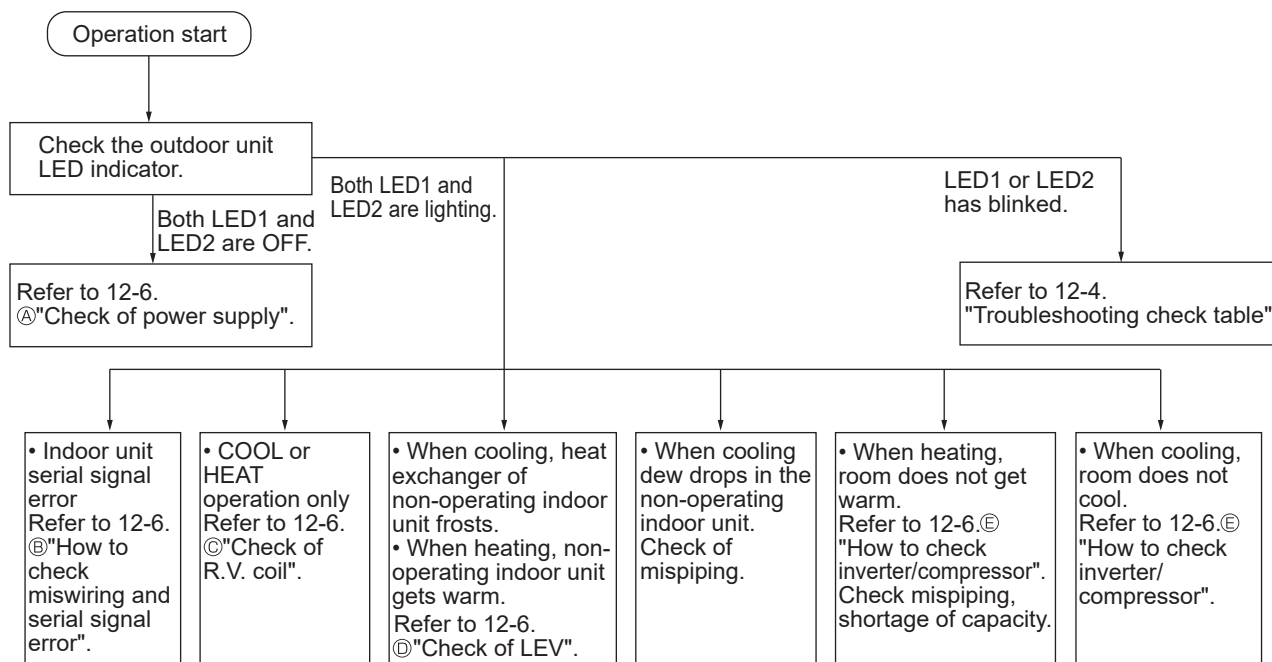 Operation start
Check the outdoor unit
LED indicator.
Both LED1 and
LED2 are OFF.
Both LED1 and
LED2 are lighting.
LED1 or LED2
has blinked.
Refer to 12-6.
Ⓐ"Check of power supply".
Refer to 12-4.
"Troubleshooting check table"
• Indoor unit
serial signal
error
Refer to 12-6.
Ⓑ"How to
check
miswiring and
serial signal
error".
• COOL or
HEAT
operation only
Refer to 12-6.
Ⓒ"Check of
R.V. coil".
• When cooling, heat
exchanger of
non-operating indoor
unit frosts.
• When heating, non-
operating indoor unit
gets warm.
Refer to 12-6.
Ⓓ"Check of LEV".
• When cooling
dew drops in the
non-operating
indoor unit.
Check of
mispiping.
• When heating,
room does not get
warm.
Refer to 12-6.Ⓔ
"How to check
inverter/compressor".
Check mispiping,
shortage of capacity.
• When cooling,
room does not
cool.
Refer to 12-6.Ⓔ
"How to check
inverter/
compressor".